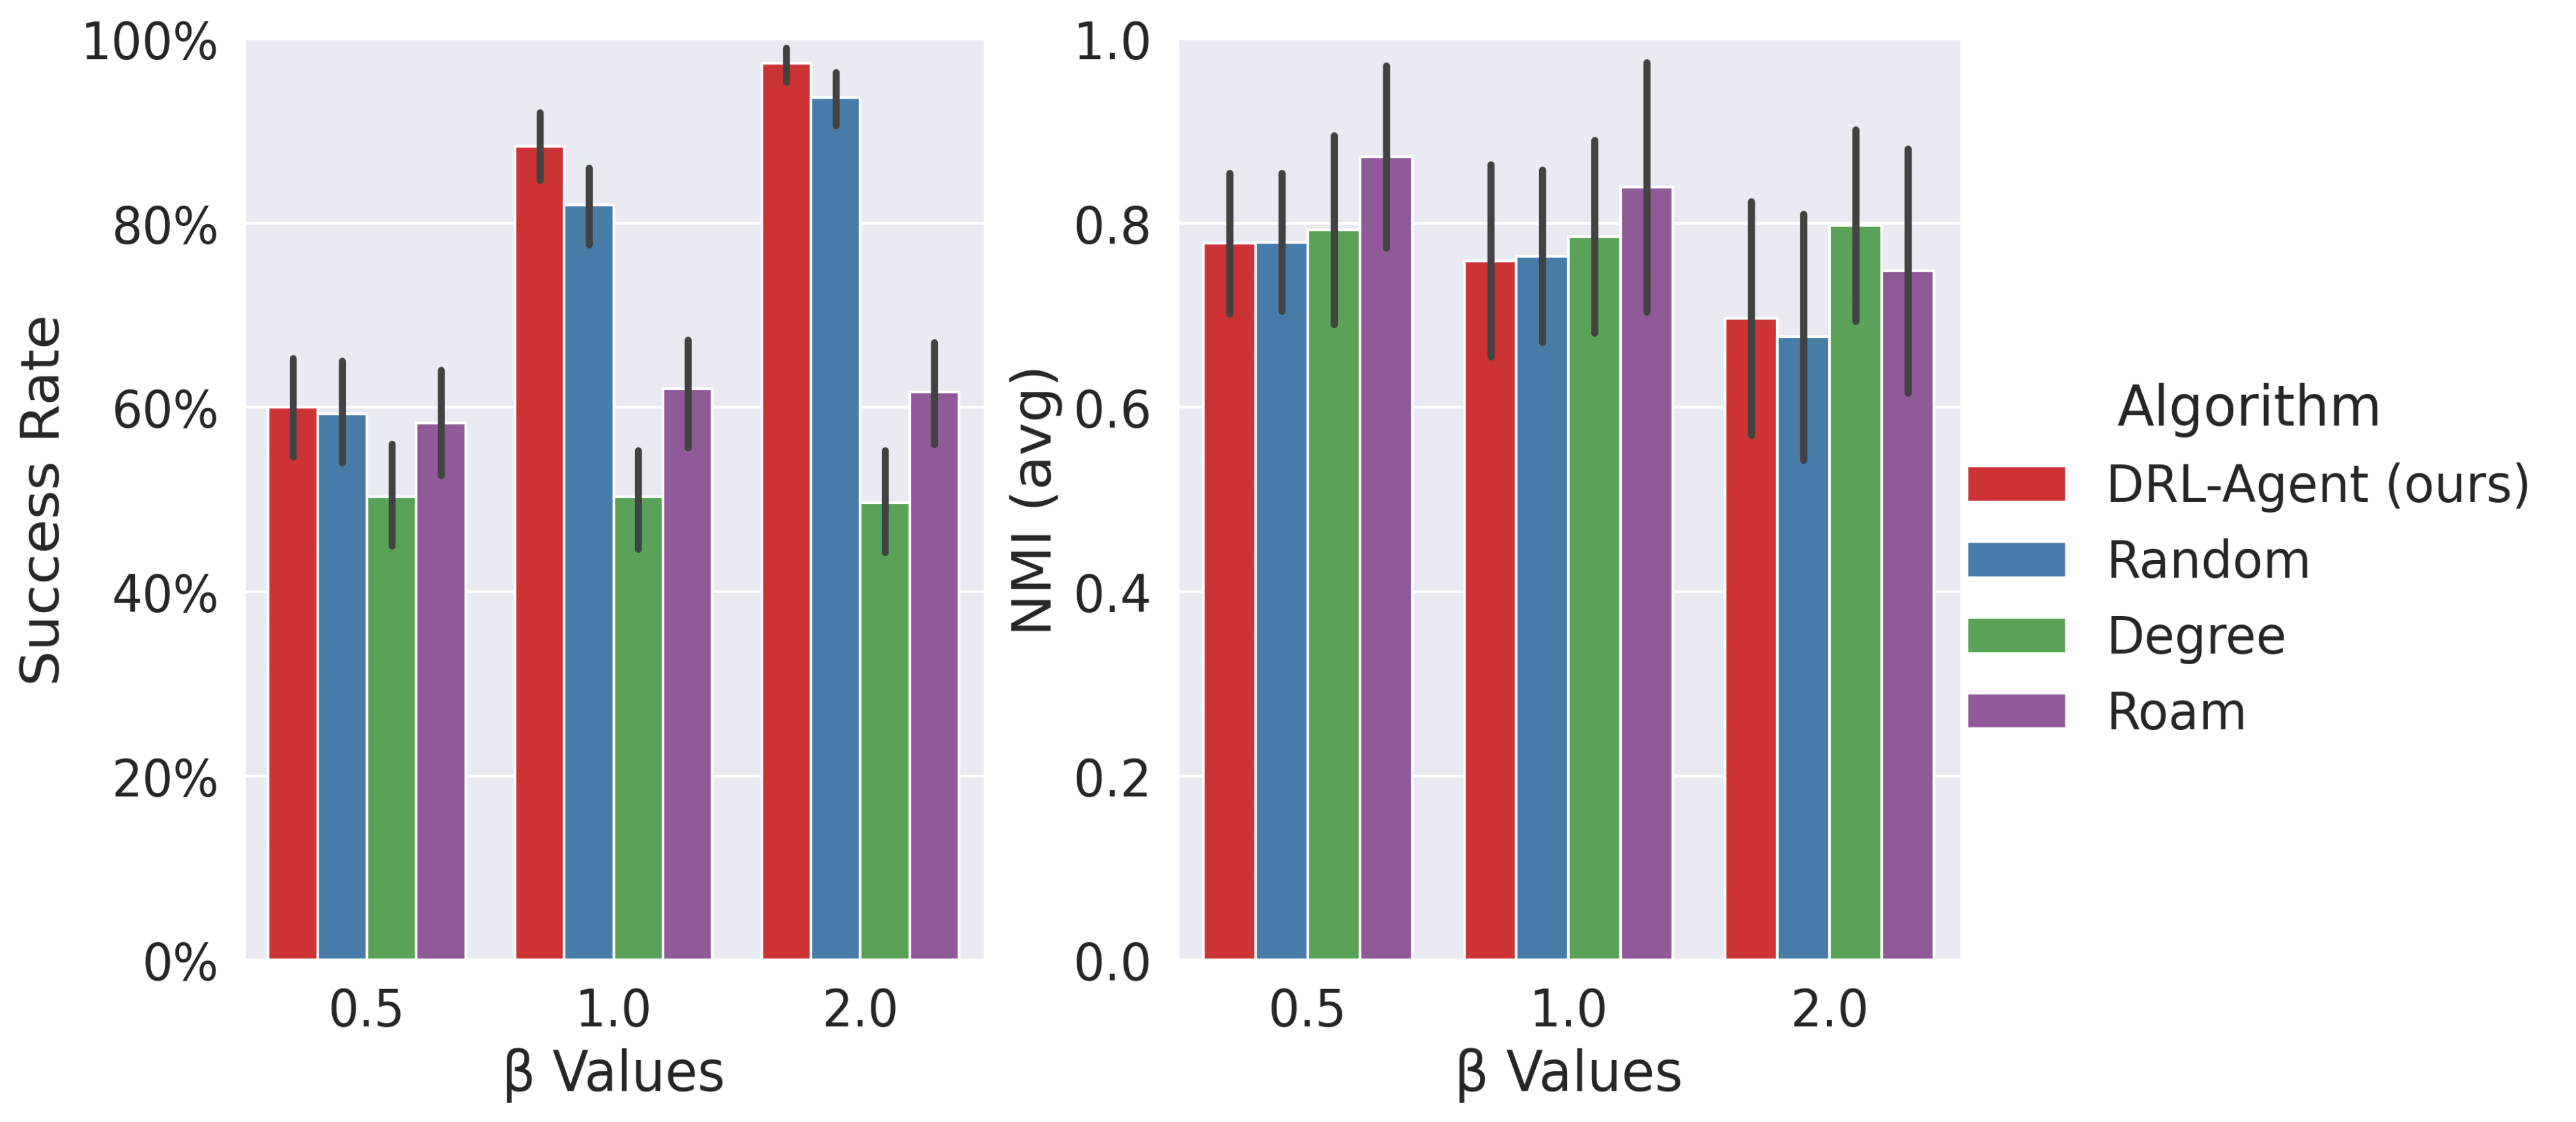 100%
80%
60%
40%
20%
0%
Success Rate
0.5 1.0 2.0
β Values
1.0
0.8
0.6
0.4
0.2
0.0
NMI (avg)
0.5 1.0 2.0
β Values
Algorithm
DRL-Agent (ours)
Random
Degree
Roam